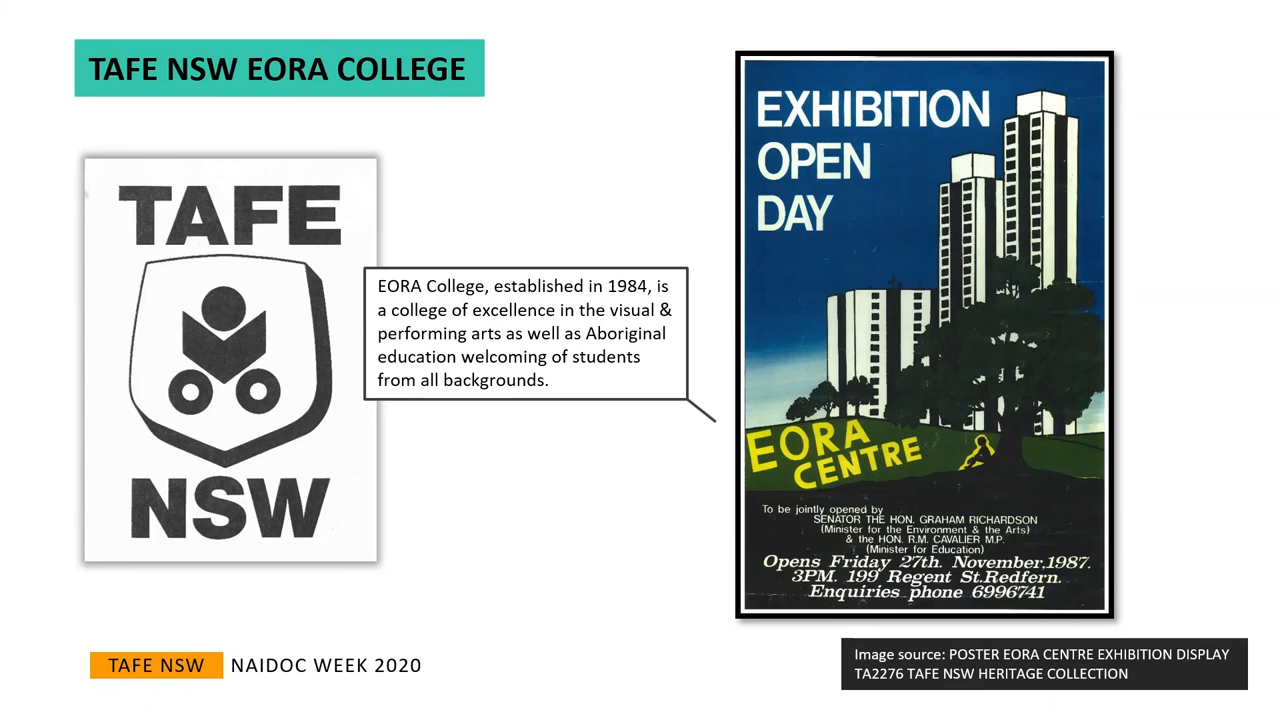 TAFE NSW EORA COLLEGE
TAFE
NSW
EORA College, established in 1984, is
a college of excellence in the visual &
performing arts as well as Aboriginal
education welcoming of students
from all backgrounds.
EXHIBITION
OPEN
DAY
EORA
CENTRE
To be jointly opened by
SENATOR THE HON. GRAHAM RICHARDSON
(Minister for the Environment & the Arts)
& the HON. R.M. CAVALIER M.P.
(Minister for Education)
Opens Friday 27th. November,1987.
3PM. 199 Regent St.Redfern.
Enquiries phone 6996741
TAFE NSW NAIDOC WEEK 2020
Image source: POSTER EORA CENTRE EXHIBITION DISPLAY
TA2276 TAFE NSW HERITAGE COLLECTION